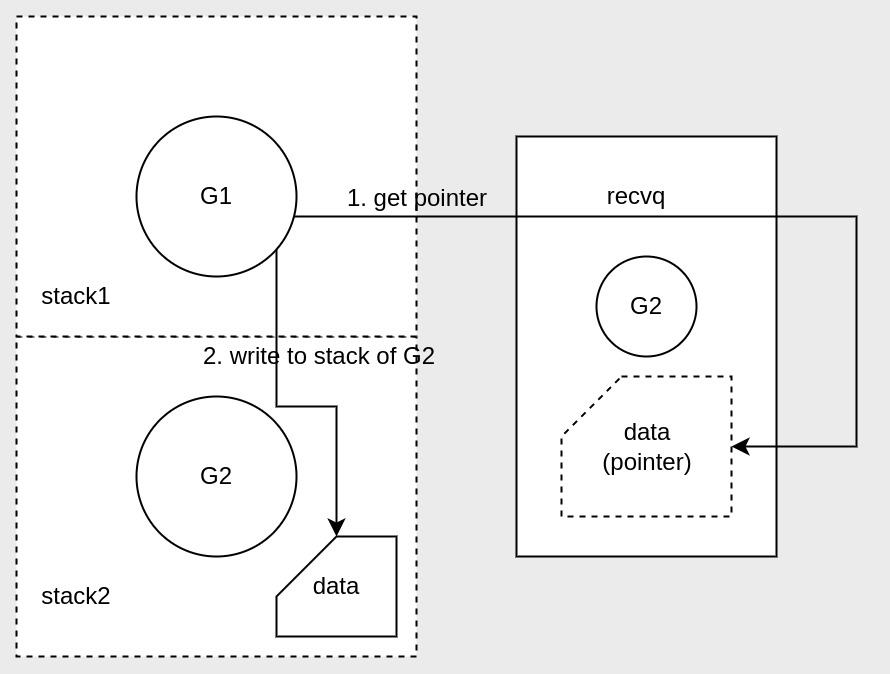 G1
1. get pointer
recvq
stack1
G2
2. write to stack of G2
data
(pointer)
G2
data
stack2